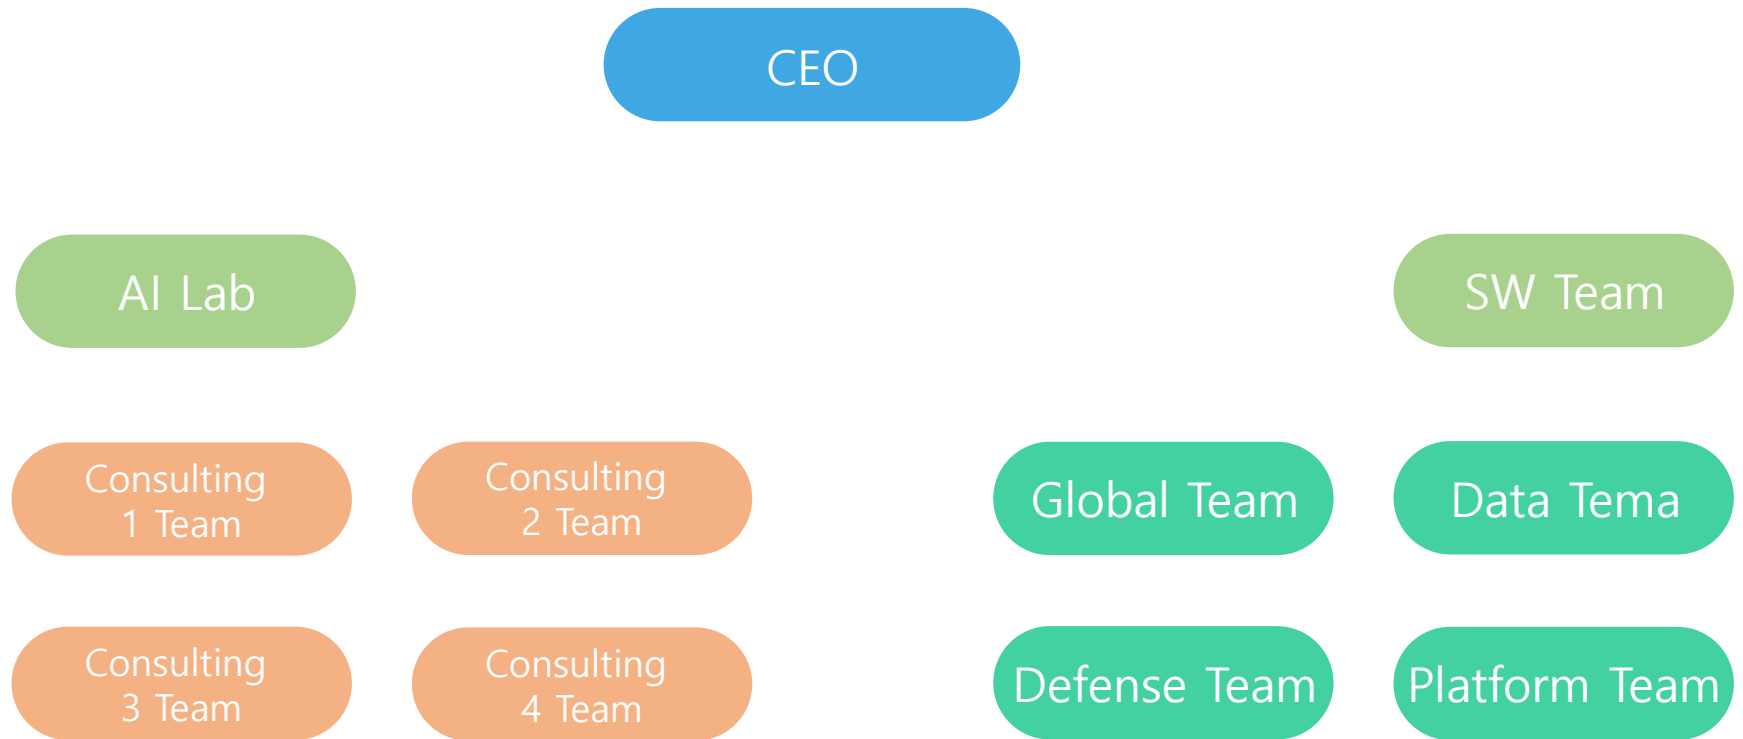 CEO
AI Lab
SW Team
Consulting
1 Team
Consulting
2 Team
Global Team
Data Tema
Consulting
3 Team
Consulting
4 Team
Defense Team
Platform Team